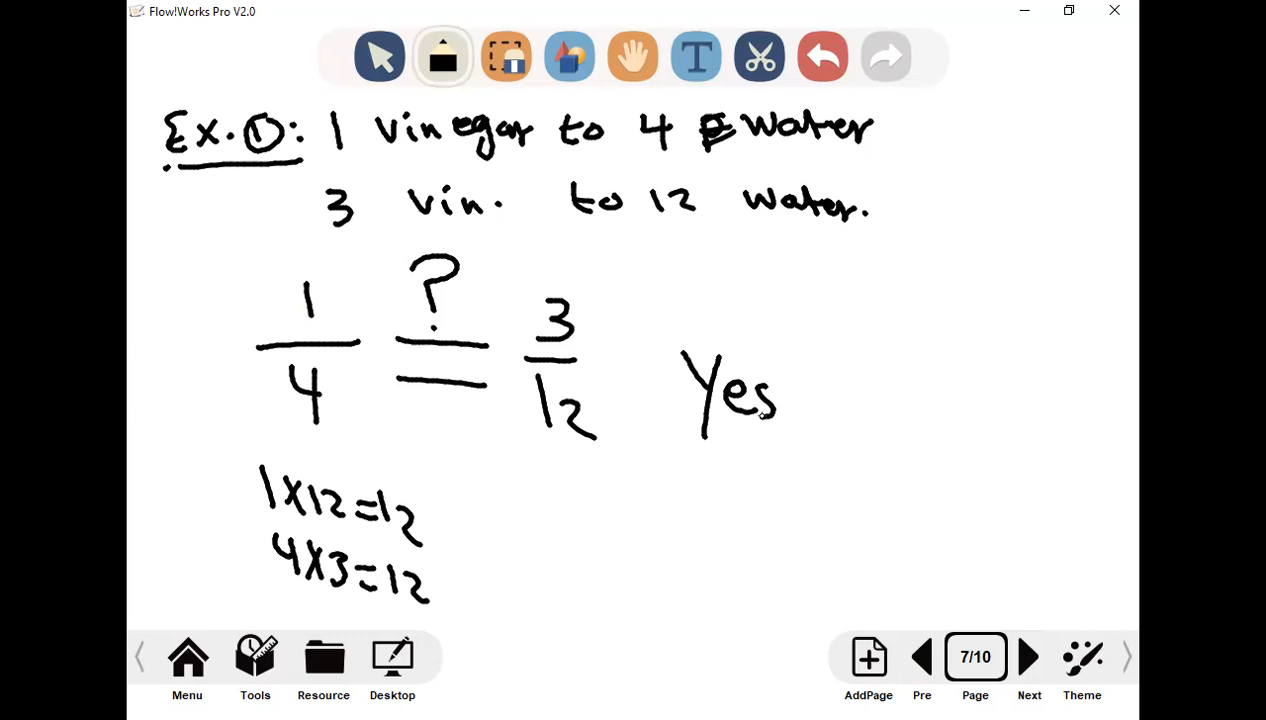 Flow!Works Pro V2.0
T
Ex. ①: 1 vinegar to 4 water
3 vin. to 12 water.
?
1/4 = 3/12 Yes
1x12=12
4x3=12
Menu Tools Resource Desktop AddPage Pre 7/10 Page Next Theme